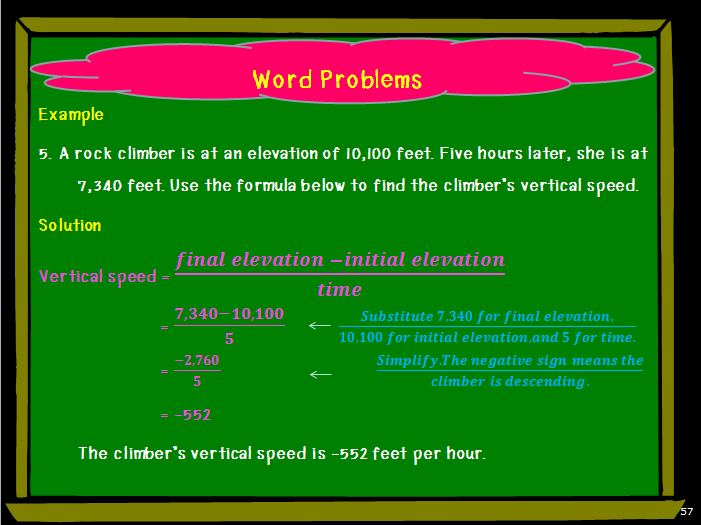 Word Problems
Example
5. A rock climber is at an elevation of 10,100 feet. Five hours later, she is at
7,340 feet. Use the formula below to find the climber's vertical speed.
Solution
final elevation −initial elevation
Vertical speed =
time
7,340−10,100
=
5
← Substitute 7,340 for final elevation,
10,100 for initial elevation,and 5 for time.
−2,760
=
5
← Simplify.The negative sign means the
climber is descending.
= -552
The climber's vertical speed is -552 feet per hour.
57